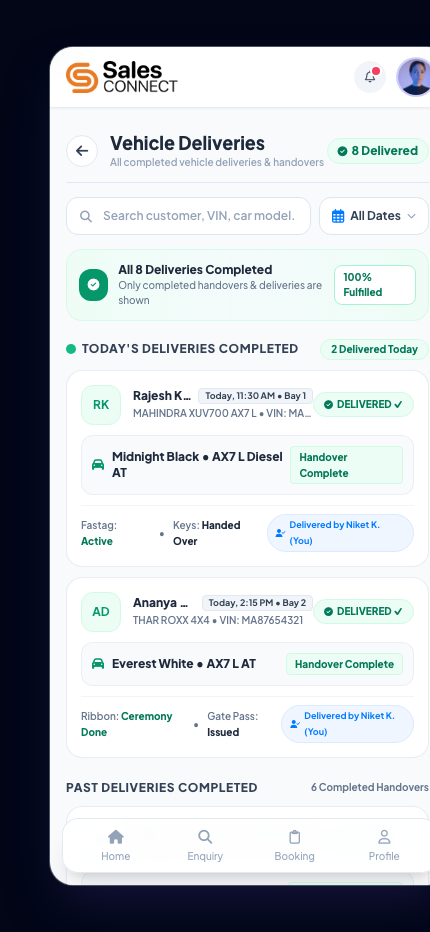 Sales
CONNECT
Vehicle Deliveries
All completed vehicle deliveries & handovers
8 Delivered
Search customer, VIN, car model.
All Dates
All 8 Deliveries Completed
Only completed handovers & deliveries are
shown
100%
Fulfilled
TODAY'S DELIVERIES COMPLETED
2 Delivered Today
RK
Rajesh K...
Today, 11:30 AM • Bay 1
MAHINDRA XUV700 AX7 L • VIN: MA...
DELIVERED ✓
Midnight Black • AX7 L Diesel
AT
Handover
Complete
Fastag:
Active
• Keys: Handed
Over
Delivered by Niket K.
(You)
AD
Ananya ...
Today, 2:15 PM • Bay 2
THAR ROXX 4X4 • VIN: MA87654321
DELIVERED ✓
Everest White • AX7 L AT
Handover Complete
Ribbon: Ceremony
Done
• Gate Pass:
Issued
Delivered by Niket K.
(You)
PAST DELIVERIES COMPLETED
6 Completed Handovers
Home
Enquiry
Booking
Profile